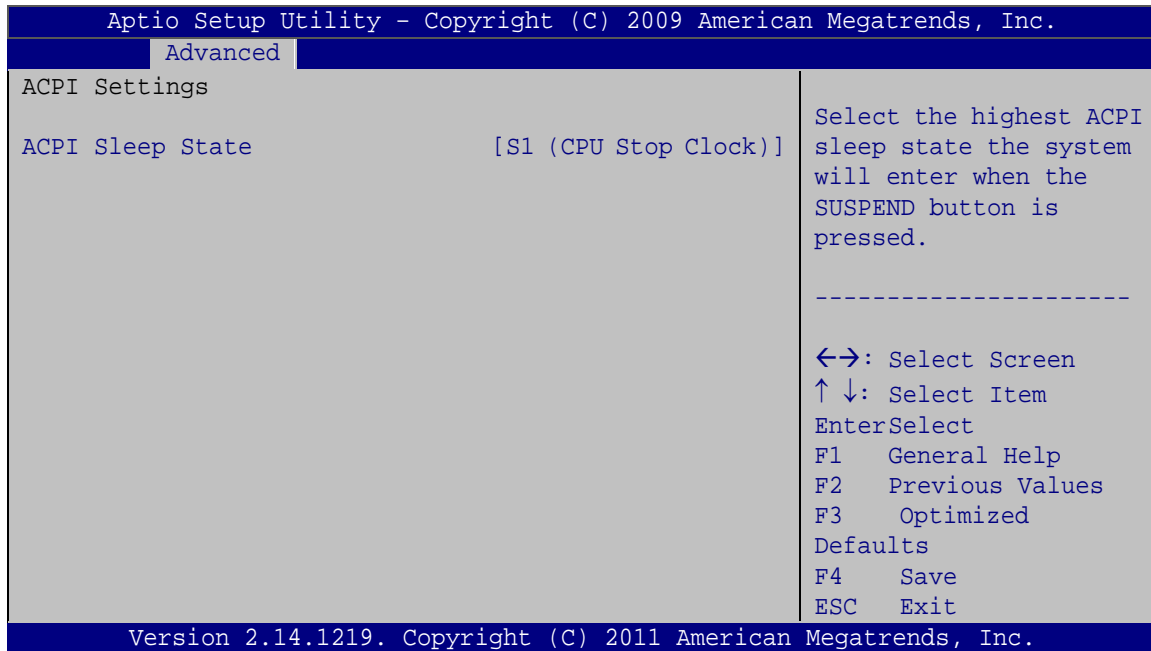 Aptio Setup Utility – Copyright (C) 2009 American Megatrends, Inc.
Advanced
ACPI Settings
ACPI Sleep State [S1 (CPU Stop Clock)]
Select the highest ACPI
sleep state the system
will enter when the
SUSPEND button is
pressed.
----------------------
←→: Select Screen
↑ ↓: Select Item
EnterSelect
F1 General Help
F2 Previous Values
F3 Optimized
Defaults
F4 Save
ESC Exit
Version 2.14.1219. Copyright (C) 2011 American Megatrends, Inc.